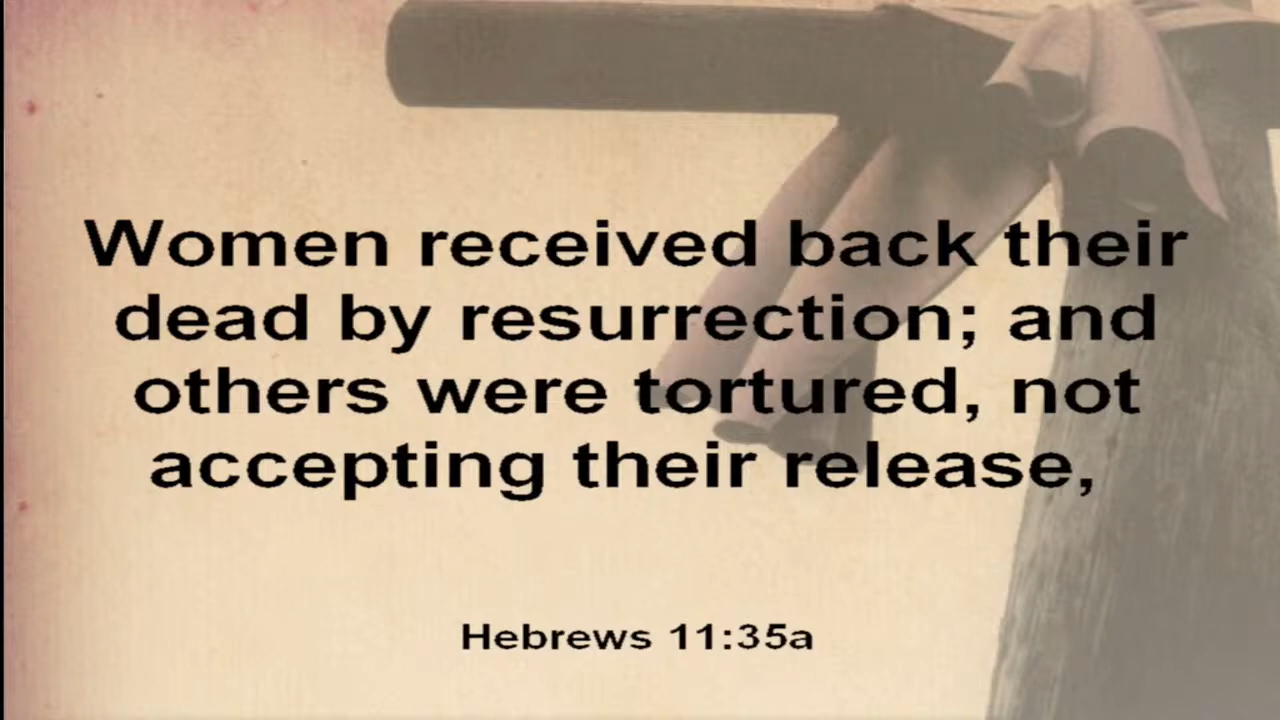 Women received back their
dead by resurrection; and
others were tortured, not
accepting their release,
Hebrews 11:35a